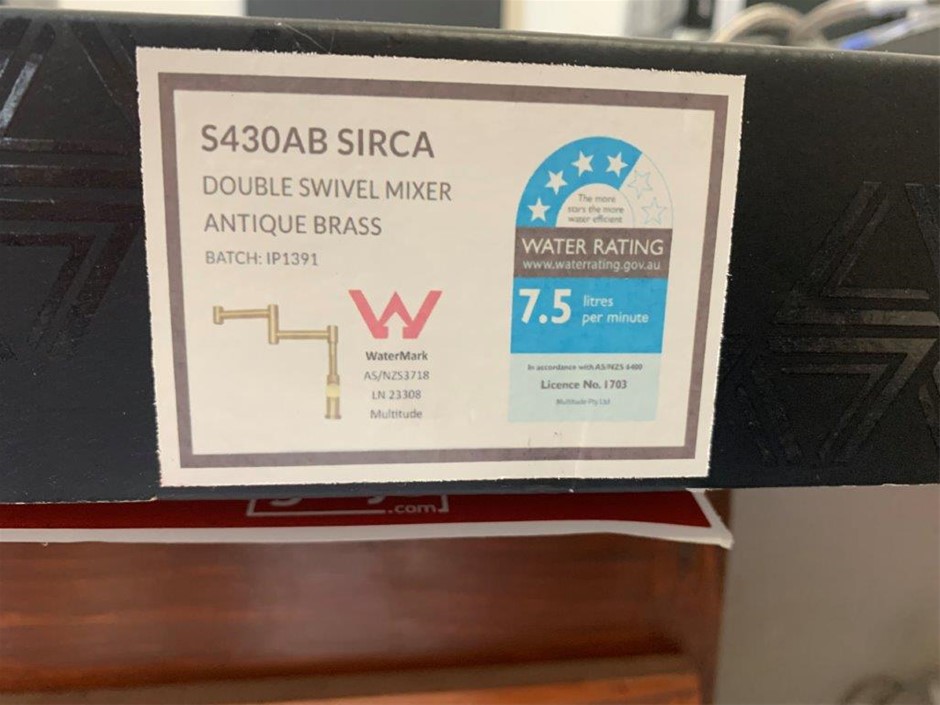 S430AB SIRCA
DOUBLE SWIVEL MIXER
ANTIQUE BRASS
BATCH: IP1391
WaterMark
AS/NZS3718
LN 23308
Multitude
The more
stars the more
water efficient
WATER RATING
www.waterrating.gov.au
7.5 litres
per minute
In accordance with AS/NZS 6400
Licence No. 1703
Multitude Pty Ltd
.com